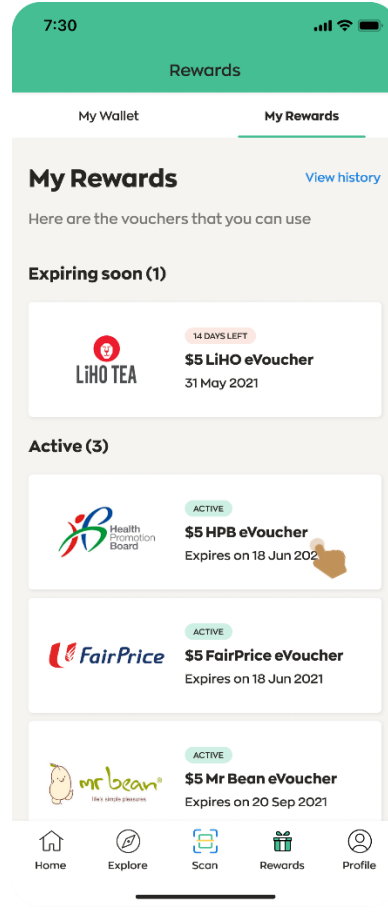 7:30
Rewards
My Wallet
My Rewards
My Rewards
View history
Here are the vouchers that you can use
Expiring soon (1)
14 DAYS LEFT
LiHO TEA
$5 LiHO eVoucher
31 May 2021
Active (3)
ACTIVE
Health
Promotion
Board
$5 HPB eVoucher
Expires on 18 Jun 202
ACTIVE
FairPrice
$5 FairPrice eVoucher
Expires on 18 Jun 2021
ACTIVE
mr bean®
life's simple pleasures
$5 Mr Bean eVoucher
Expires on 20 Sep 2021
Home
Explore
Scan
Rewards
Profile